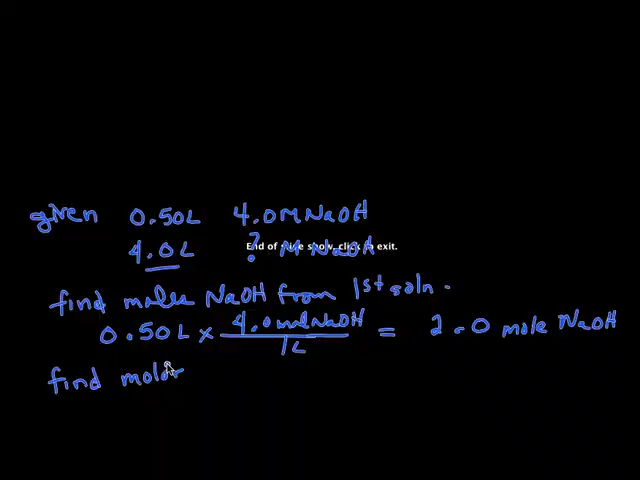 given 0.50L 4.0M NaOH
4.0L ? M NaOH
End of slide show, click to exit.
find moles NaOH from 1st soln.
0.50L x 4.0 mol NaOH / 1L = 2.0 mole NaOH
find molar